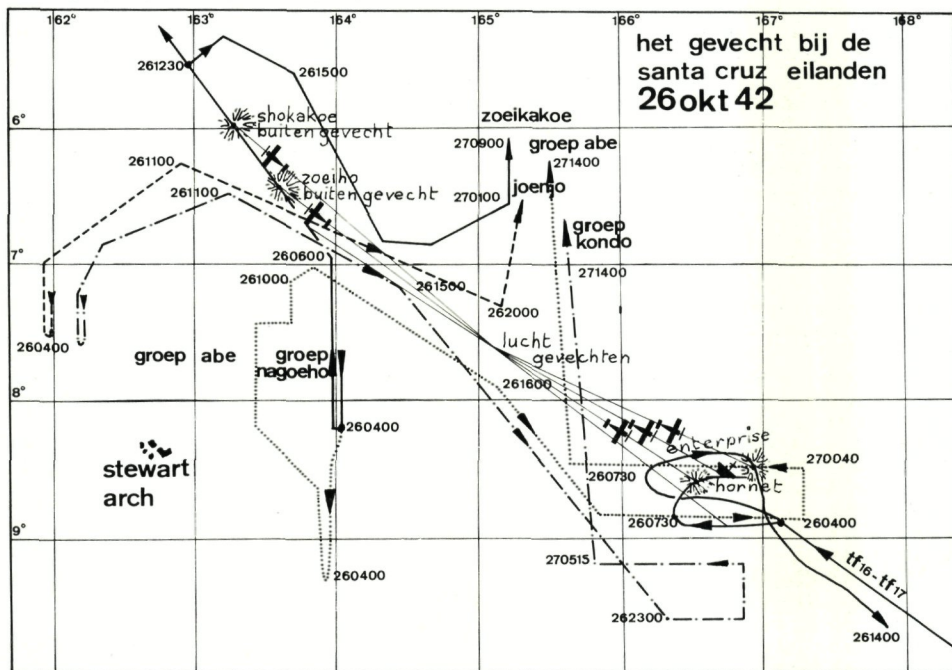 162°
163°
164°
165°
166°
167°
168°
het gevecht bij de
santa cruz eilanden
26 okt 42
261230
261500
6°
shokakoe
buiten gevecht
zoeikakoe
270900
groep abe
271400
261100
zoeiho
buiten gevecht
261100
270100
joenjo
groep
kondo
7°
260600
261000
261500
262000
271400
260400
lucht
gevechten
groep abe
groep
nagoeho
261600
8°
260400
enterprise
stewart
arch
260730
hornet
270040
260730
260400
9°
260400
270515
tf16-tf17
262300
261400